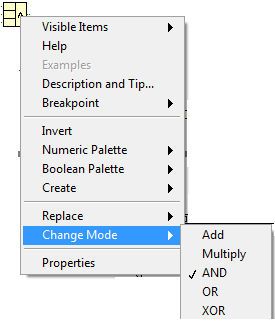 Visible Items
Help
Examples
Description and Tip...
Breakpoint
Invert
Numeric Palette
Boolean Palette
Create
Replace
Change Mode
Properties
Add
Multiply
AND
OR
XOR